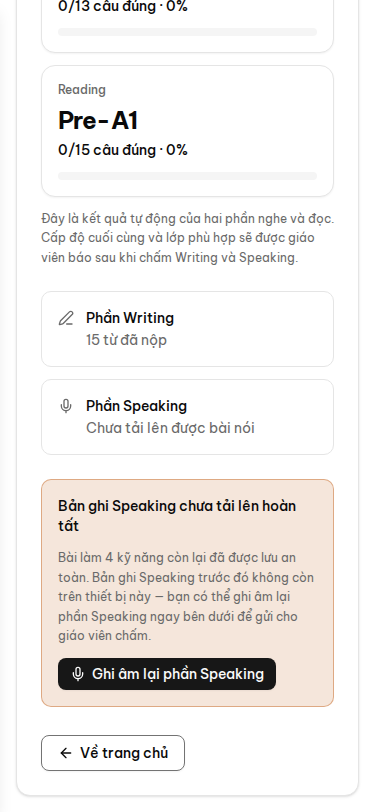 0/13 câu đúng · 0%
Reading
Pre-A1
0/15 câu đúng · 0%
Đây là kết quả tự động của hai phần nghe và đọc.
Cấp độ cuối cùng và lớp phù hợp sẽ được giáo
viên báo sau khi chấm Writing và Speaking.
Phần Writing
15 từ đã nộp
Phần Speaking
Chưa tải lên được bài nói
Bản ghi Speaking chưa tải lên hoàn
tất
Bài làm 4 kỹ năng còn lại đã được lưu an
toàn. Bản ghi Speaking trước đó không còn
trên thiết bị này — bạn có thể ghi âm lại
phần Speaking ngay bên dưới để gửi cho
giáo viên chấm.
Ghi âm lại phần Speaking
Về trang chủ